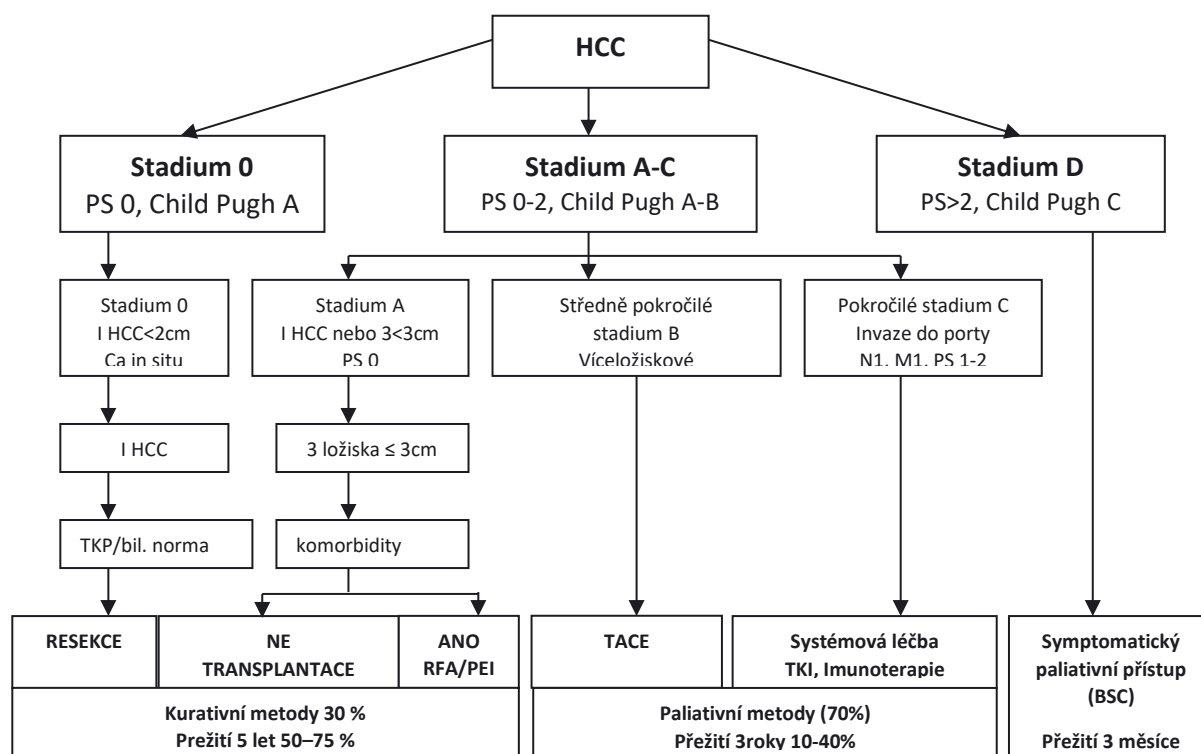 HCC
Stadium 0
PS 0, Child Pugh A
Stadium A-C
PS 0-2, Child Pugh A-B
Stadium D
PS>2, Child Pugh C
Stadium 0
I HCC<2cm
Ca in situ
Stadium A
I HCC nebo 3<3cm
PS 0
Středně pokročilé
stadium B
Víceložiskové
Pokročilé stadium C
Invaze do porty
N1, M1, PS 1-2
I HCC
3 ložiska ≤ 3cm
TKP/bil. norma
komorbidity
RESEKCE
NE
TRANSPLANTACE
ANO
RFA/PEI
TACE
Systémová léčba
TKI, Imunoterapie
Symptomatický
paliativní přístup
(BSC)
Přežití 3 měsíce
Kurativní metody 30 %
Prežití 5 let 50–75 %
Paliativní metody (70%)
Přežití 3roky 10-40%